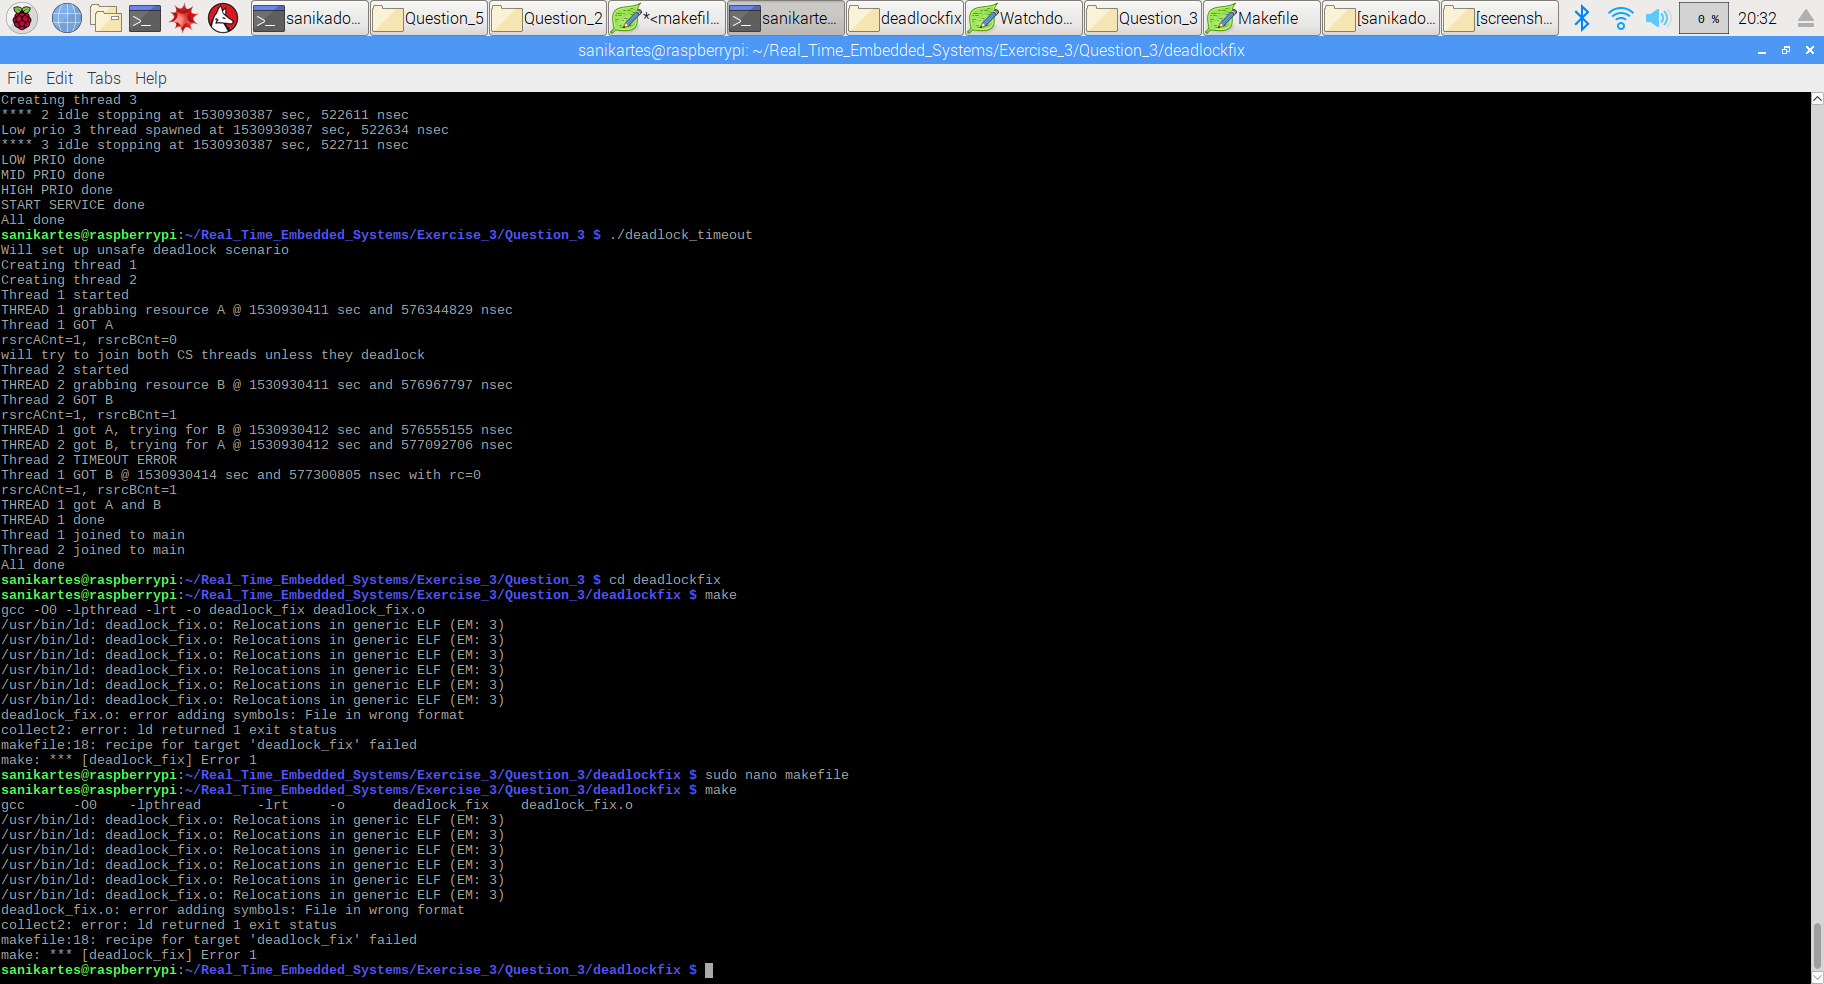 sanikado...
Question_5
Question_2
*<makefil...
sanikarte...
deadlockfix
Watchdo...
Question_3
Makefile
[sanikado...
[screensh...
0 %
20:32
sanikartes@raspberrypi: ~/Real_Time_Embedded_Systems/Exercise_3/Question_3/deadlockfix
File Edit Tabs Help
Creating thread 3
**** 2 idle stopping at 1530930387 sec, 522611 nsec
Low prio 3 thread spawned at 1530930387 sec, 522634 nsec
**** 3 idle stopping at 1530930387 sec, 522711 nsec
LOW PRIO done
MID PRIO done
HIGH PRIO done
START SERVICE done
All done
sanikartes@raspberrypi:~/Real_Time_Embedded_Systems/Exercise_3/Question_3 $ ./deadlock_timeout
Will set up unsafe deadlock scenario
Creating thread 1
Creating thread 2
Thread 1 started
THREAD 1 grabbing resource A @ 1530930411 sec and 576344829 nsec
Thread 1 GOT A
rsrcACnt=1, rsrcBCnt=0
will try to join both CS threads unless they deadlock
Thread 2 started
THREAD 2 grabbing resource B @ 1530930411 sec and 576967797 nsec
Thread 2 GOT B
rsrcACnt=1, rsrcBCnt=1
THREAD 1 got A, trying for B @ 1530930412 sec and 576555155 nsec
THREAD 2 got B, trying for A @ 1530930412 sec and 577092706 nsec
Thread 2 TIMEOUT ERROR
Thread 1 GOT B @ 1530930414 sec and 577300805 nsec with rc=0
rsrcACnt=1, rsrcBCnt=1
THREAD 1 got A and B
THREAD 1 done
Thread 1 joined to main
Thread 2 joined to main
All done
sanikartes@raspberrypi:~/Real_Time_Embedded_Systems/Exercise_3/Question_3 $ cd deadlockfix
sanikartes@raspberrypi:~/Real_Time_Embedded_Systems/Exercise_3/Question_3/deadlockfix $ make
gcc -O0 -lpthread -lrt -o deadlock_fix deadlock_fix.o
/usr/bin/ld: deadlock_fix.o: Relocations in generic ELF (EM: 3)
/usr/bin/ld: deadlock_fix.o: Relocations in generic ELF (EM: 3)
/usr/bin/ld: deadlock_fix.o: Relocations in generic ELF (EM: 3)
/usr/bin/ld: deadlock_fix.o: Relocations in generic ELF (EM: 3)
/usr/bin/ld: deadlock_fix.o: Relocations in generic ELF (EM: 3)
/usr/bin/ld: deadlock_fix.o: Relocations in generic ELF (EM: 3)
deadlock_fix.o: error adding symbols: File in wrong format
collect2: error: ld returned 1 exit status
makefile:18: recipe for target 'deadlock_fix' failed
make: *** [deadlock_fix] Error 1
sanikartes@raspberrypi:~/Real_Time_Embedded_Systems/Exercise_3/Question_3/deadlockfix $ sudo nano makefile
sanikartes@raspberrypi:~/Real_Time_Embedded_Systems/Exercise_3/Question_3/deadlockfix $ make
gcc      -O0    -lpthread       -lrt     -o      deadlock_fix    deadlock_fix.o
/usr/bin/ld: deadlock_fix.o: Relocations in generic ELF (EM: 3)
/usr/bin/ld: deadlock_fix.o: Relocations in generic ELF (EM: 3)
/usr/bin/ld: deadlock_fix.o: Relocations in generic ELF (EM: 3)
/usr/bin/ld: deadlock_fix.o: Relocations in generic ELF (EM: 3)
/usr/bin/ld: deadlock_fix.o: Relocations in generic ELF (EM: 3)
/usr/bin/ld: deadlock_fix.o: Relocations in generic ELF (EM: 3)
deadlock_fix.o: error adding symbols: File in wrong format
collect2: error: ld returned 1 exit status
makefile:18: recipe for target 'deadlock_fix' failed
make: *** [deadlock_fix] Error 1
sanikartes@raspberrypi:~/Real_Time_Embedded_Systems/Exercise_3/Question_3/deadlockfix $